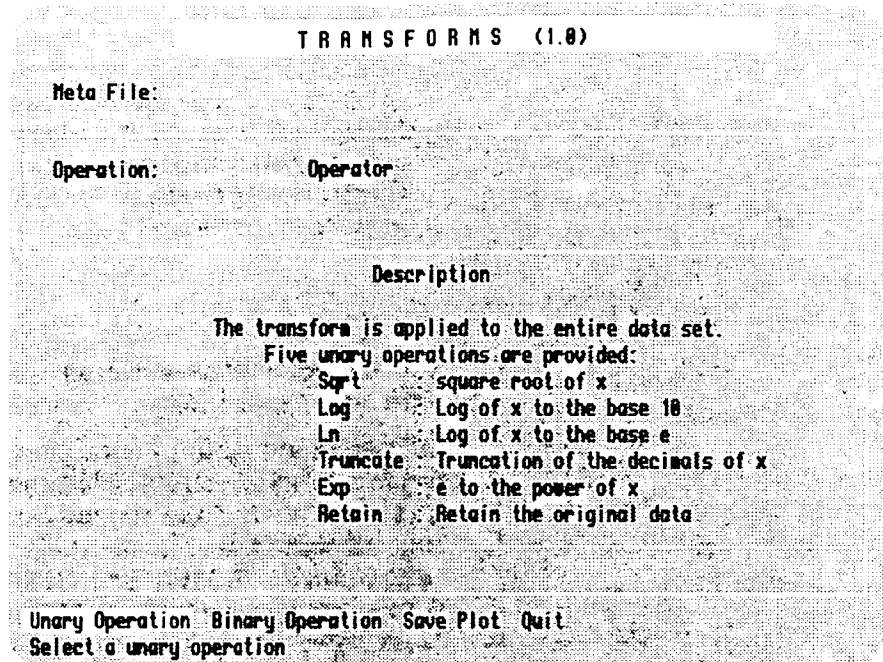 T R A N S F O R M S (1.0)
Meta File:
Operation: Operator
Description
The transform is applied to the entire data set.
Five unary operations are provided:
Sqrt : square root of x
Log : Log of x to the base 10
Ln : Log of x to the base e
Truncate : Truncation of the decimals of x
Exp : e to the power of x
Retain : Retain the original data
Unary Operation Binary Operation Save Plot Quit
Select a unary operation